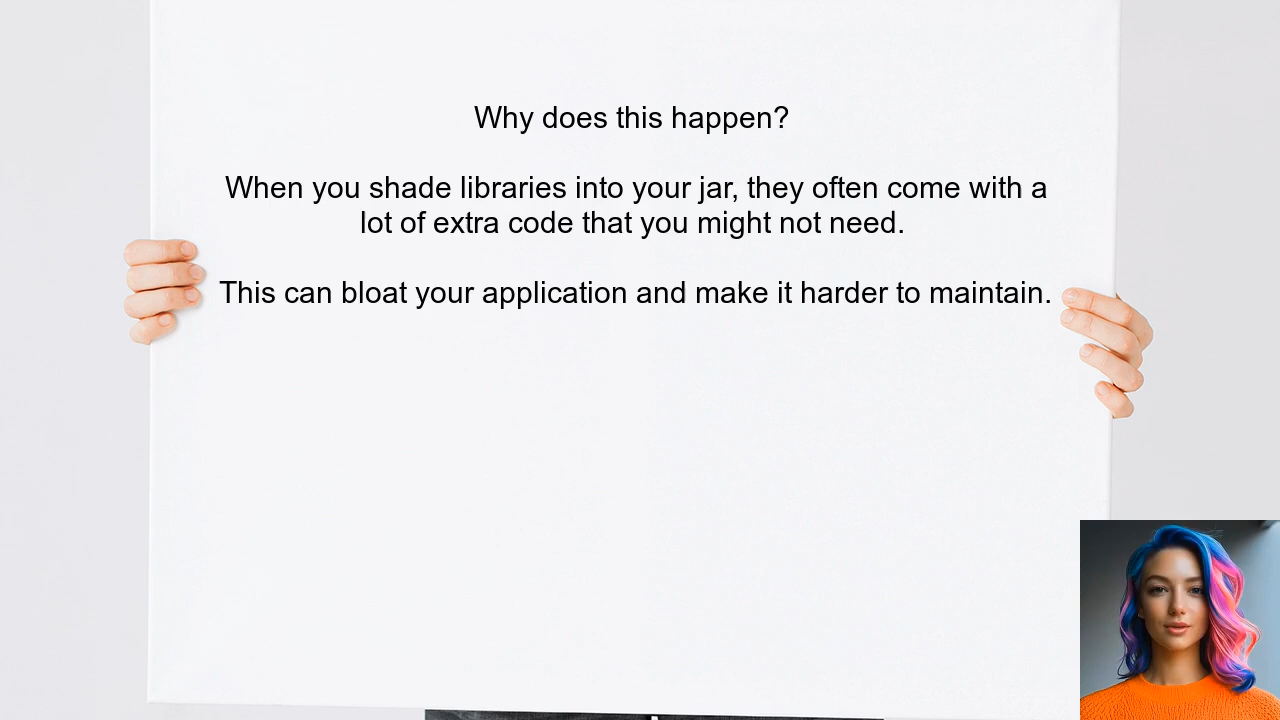 Why does this happen?
When you shade libraries into your jar, they often come with a
lot of extra code that you might not need.
This can bloat your application and make it harder to maintain.